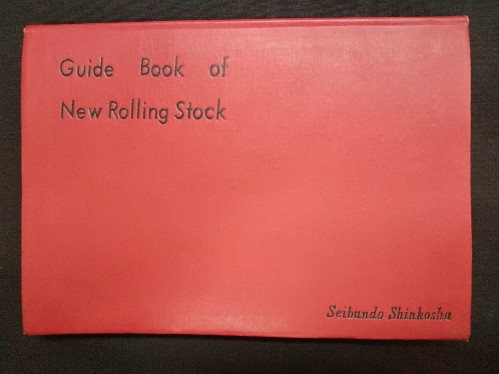 Guide Book of
New Rolling Stock
Seibundo Shinkosha